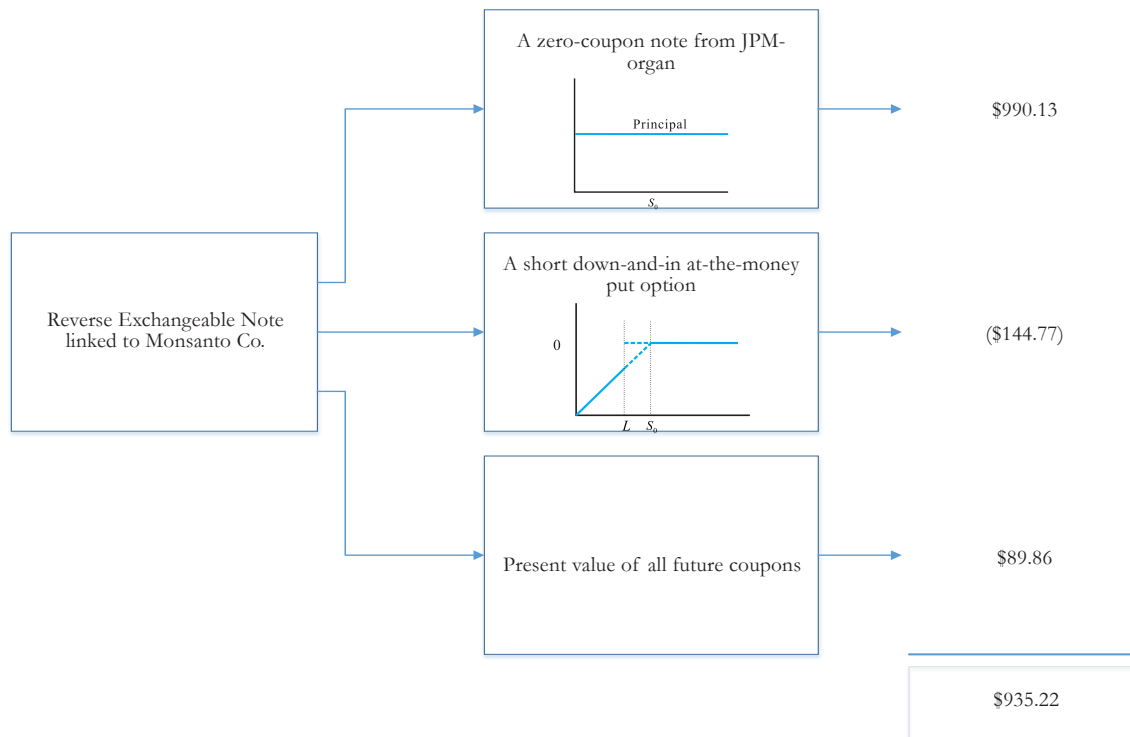 A zero-coupon note from JPM-
organ
Principal
S₀
$990.13
Reverse Exchangeable Note
linked to Monsanto Co.
A short down-and-in at-the-money
put option
0
L S₀
($144.77)
Present value of all future coupons
$89.86
$935.22